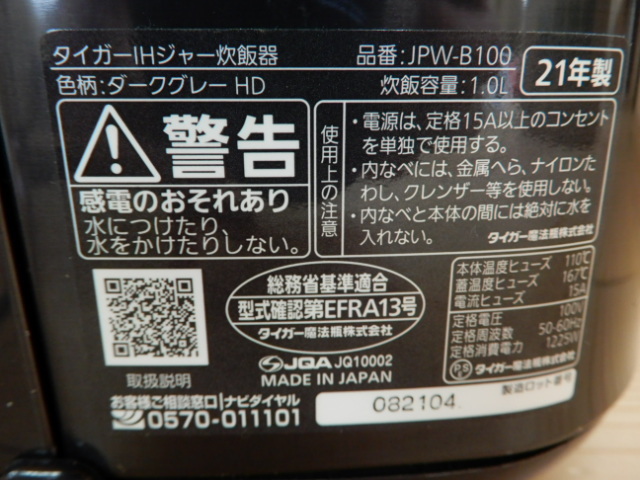 タイガーIHジャー炊飯器 品番:JPW-B100
色柄:ダークグレー HD 炊飯容量:1.0L 21年製
警告
感電のおそれあり
水につけたり、
水をかけたりしない。
使用上の注意
・電源は、定格15A以上のコンセント
を単独で使用する。
・内なべには、金属へら、ナイロンた
わし、クレンザー等を使用しない。
・内なべと本体の間には絶対に水を
入れない。
タイガー魔法瓶株式会社
取扱説明
総務省基準適合
型式確認第EFRA13号
タイガー魔法瓶株式会社
JQA JQ10002
MADE IN JAPAN
お客様ご相談窓口 ナビダイヤル
0570-011101
本体温度ヒューズ 110℃
蓋温度ヒューズ 167℃
電流ヒューズ 15A
定格電圧 100V
定格周波数 50-60Hz
定格消費電力 1225W
PS タイガー魔法瓶株式会社
製造ロット番号
082104